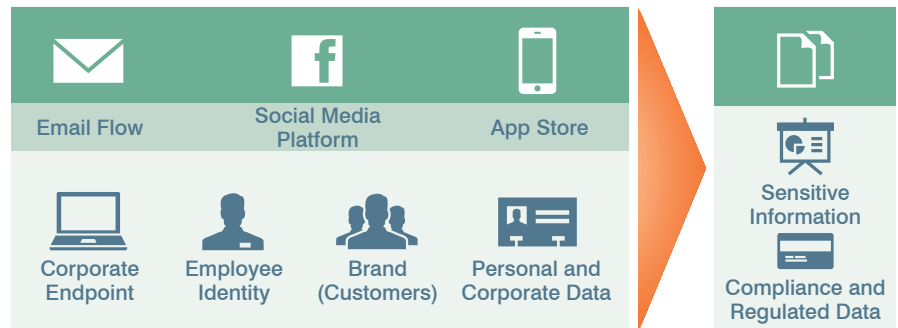 Email Flow
Social Media
Platform
App Store
Corporate
Endpoint
Employee
Identity
Brand
(Customers)
Personal and
Corporate Data
Sensitive
Information
Compliance and
Regulated Data